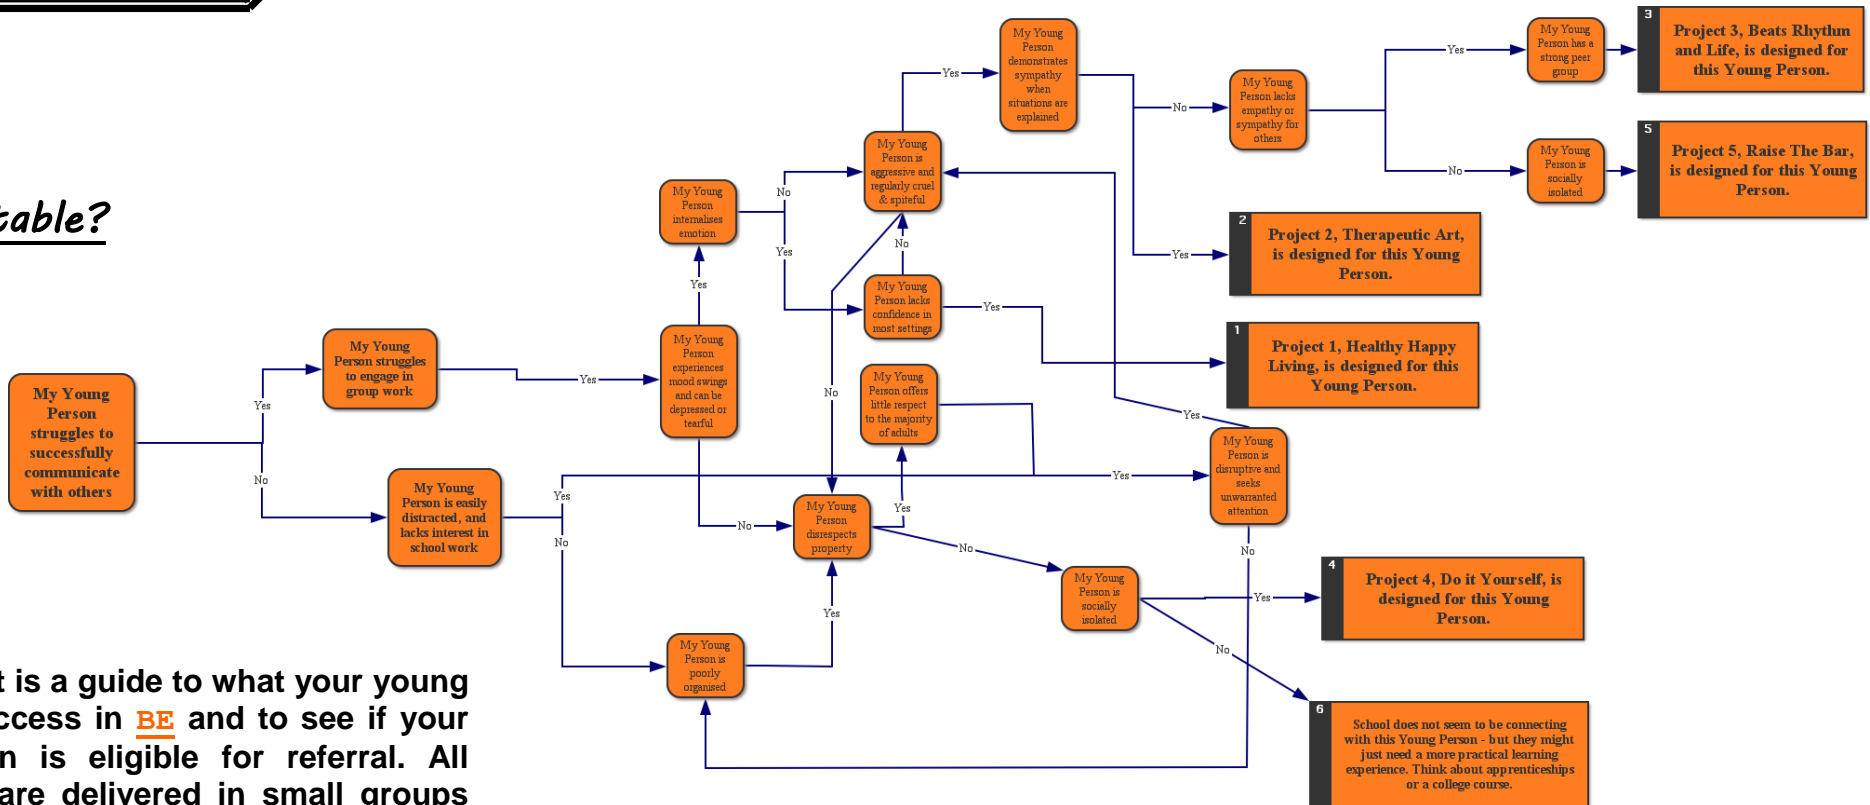 table?
My Young
Person
struggles to
successfully
communicate
with others
Yes
No
My Young
Person struggles
to engage in
group work
Yes
My Young
Person is easily
distracted, and
lacks interest in
school work
Yes
No
My Young
Person
experiences
mood swings
and can be
depressed or
tearful
Yes
No
My Young
Person
internalises
emotion
No
Yes
My Young
Person is
aggressive and
regularly cruel
& spiteful
Yes
No
My Young
Person lacks
confidence in
most settings
No
Yes
My Young
Person offers
little respect
to the majority
of adults
Yes
My Young
Person
disrespects
property
Yes
No
My Young
Person is
poorly
organised
Yes
My Young
Person
demonstrates
sympathy
when
situations are
explained
No
Yes
My Young
Person lacks
empathy or
sympathy for
others
Yes
No
My Young
Person has a
strong peer
group
My Young
Person is
socially
isolated
3
Project 3, Beats Rhythm
and Life, is designed for
this Young Person.
5
Project 5, Raise The Bar,
is designed for this Young
Person.
2
Project 2, Therapeutic Art,
is designed for this Young
Person.
1
Project 1, Healthy Happy
Living, is designed for this
Young Person.
My Young
Person is
disruptive and
seeks
unwarranted
attention
Yes
No
My Young
Person is
socially
isolated
Yes
No
4
Project 4, Do it Yourself, is
designed for this Young
Person.
6
School does not seem to be connecting
with this Young Person - but they might
just need a more practical learning
experience. Think about apprenticeships
or a college course.
t is a guide to what your young
ccess in BE and to see if your
n is eligible for referral. All
are delivered in small groups